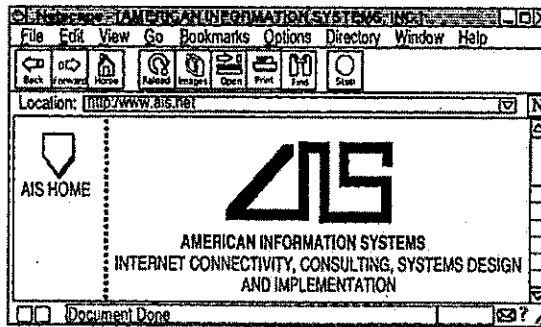 Netscape - [AMERICAN INFORMATION SYSTEMS, INC.]
File Edit View Go Bookmarks Options Directory Window Help
Back Forward Home Reload Images Open Print Find Stop
Location: http://www.ais.net
N
AIS HOME
AIS
AMERICAN INFORMATION SYSTEMS
INTERNET CONNECTIVITY, CONSULTING, SYSTEMS DESIGN
AND IMPLEMENTATION
Document Done
?